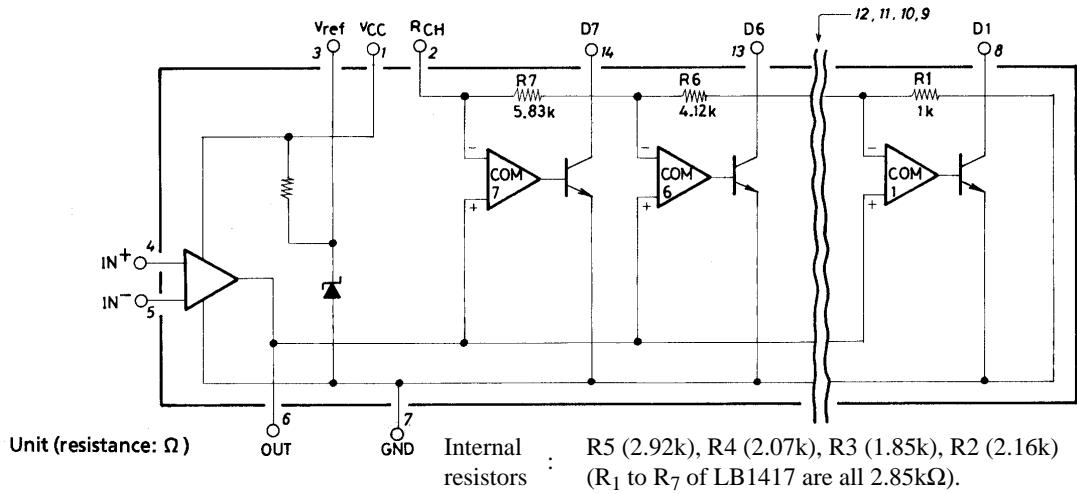 12, 11, 10, 9
Vref VCC RCH D7 D6 D1
3 1 2 14 13 8
R7 R6 R1
5.83k 4.12k 1k
− − −
COM 7 COM 6 COM 1
+ + +
4
IN+
IN−
5
6 7
OUT GND
Unit (resistance: Ω)
Internal resistors : R5 (2.92k), R4 (2.07k), R3 (1.85k), R2 (2.16k)
(R1 to R7 of LB1417 are all 2.85kΩ).